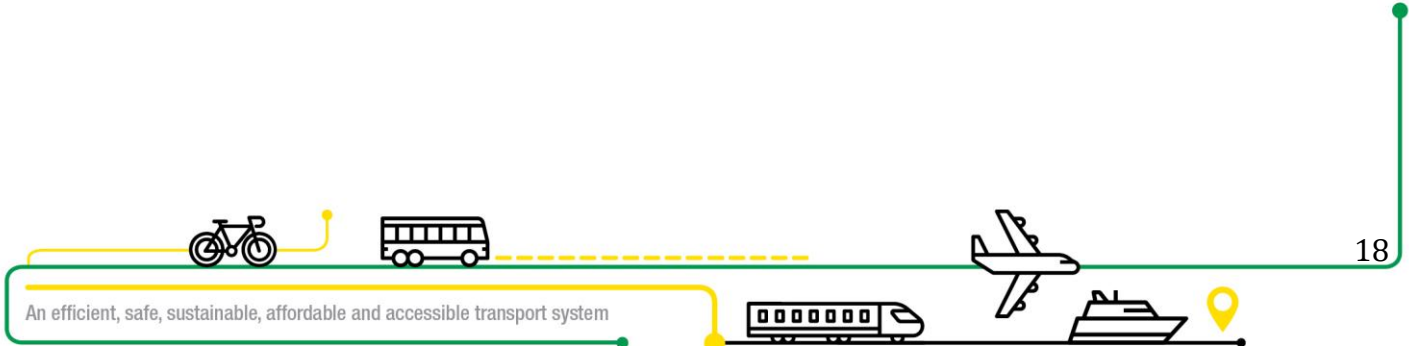 18
An efficient, safe, sustainable, affordable and accessible transport system